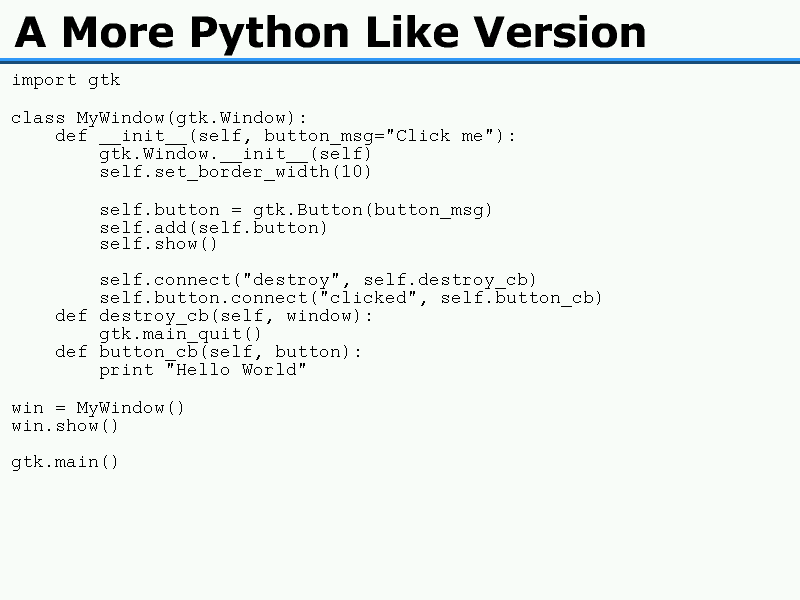 A More Python Like Version
import gtk
class MyWindow(gtk.Window):
    def __init__(self, button_msg="Click me"):
        gtk.Window.__init__(self)
        self.set_border_width(10)
        self.button = gtk.Button(button_msg)
        self.add(self.button)
        self.show()
        self.connect("destroy", self.destroy_cb)
        self.button.connect("clicked", self.button_cb)
    def destroy_cb(self, window):
        gtk.main_quit()
    def button_cb(self, button):
        print "Hello World"
win = MyWindow()
win.show()
gtk.main()